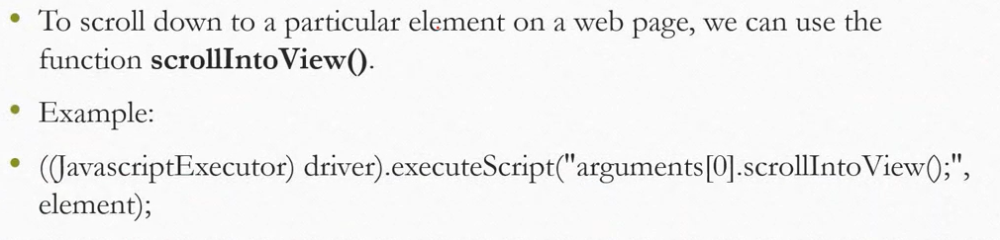 • To scroll down to a particular element on a web page, we can use the
function scrollIntoView().
• Example:
• ((JavascriptExecutor) driver).executeScript("arguments[0].scrollIntoView();",
element);